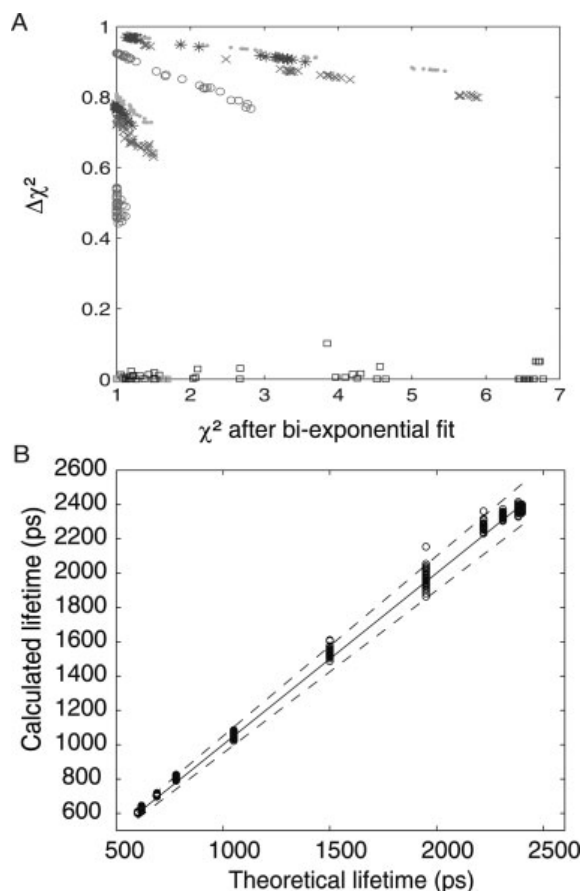 A
1
0.8
0.6
0.4
0.2
0
Δχ²
1 2 3 4 5 6 7
χ² after bi-exponential fit
B
2600
2400
2200
2000
1800
1600
1400
1200
1000
800
600
Calculated lifetime (ps)
500 1000 1500 2000 2500
Theoretical lifetime (ps)